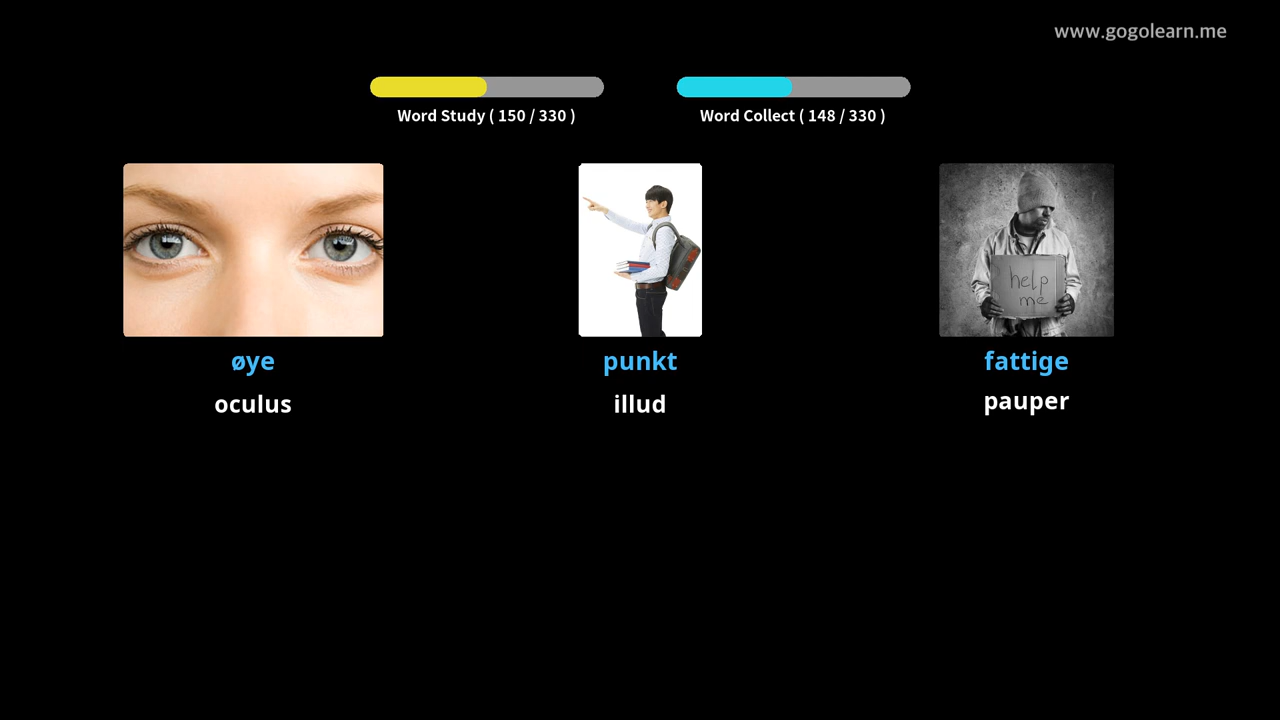 www.gogolearn.me
Word Study ( 150 / 330 )
Word Collect ( 148 / 330 )
help
me
øye
punkt
fattige
oculus
illud
pauper